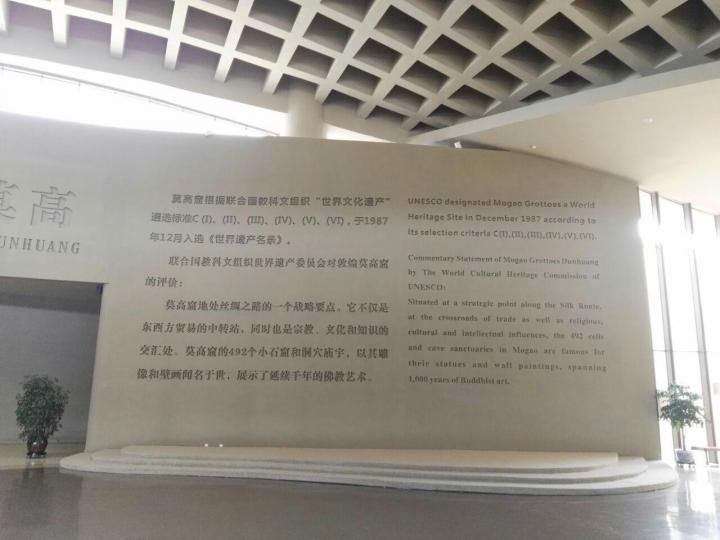 莫高
UNHUANG
莫高窟根据联合国教科文组织“世界文化遗产”
遴选标准C (I)、(II)、(III)、(IV)、(V)、(VI)，于1987
年12月入选《世界遗产名录》。
联合国教科文组织世界遗产委员会对敦煌莫高窟
的评价：
莫高窟地处丝绸之路的一个战略要点。它不仅是
东西方贸易的中转站，同时也是宗教、文化和知识的
交汇处。莫高窟的492个小石窟和洞穴庙宇，以其雕
像和壁画闻名于世，展示了延续千年的佛教艺术。
UNESCO designated Mogao Grottoes a World
Heritage Site in December 1987 according to
Its selection criteria C(I),(II),(III),(IV),(V),(VI).
Commentary Statement of Mogao Grottoes Dunhuang
by The World Cultural Heritage Commission of
UNESCO:
Situated at a strategic point along the Silk Route,
at the crossroads of trade as well as religious,
cultural and intellectual influences, the 492 cells
and cave sanctuaries in Mogao are famous for
their statues and wall paintings, spanning
1,000 years of Buddhist art.